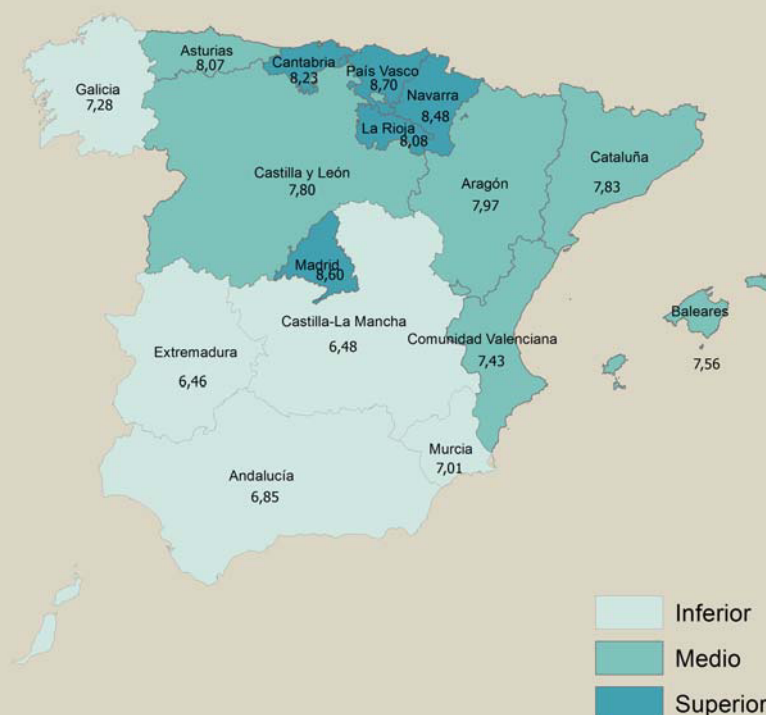 Asturias
8,07
Cantabria
8,23
País Vasco
8,70
Galicia
7,28
Navarra
8,48
La Rioja
8,08
Castilla y León
7,80
Aragón
7,97
Cataluña
7,83
Madrid
8,60
Castilla-La Mancha
6,48
Baleares
7,56
Comunidad Valenciana
7,43
Extremadura
6,46
Murcia
7,01
Andalucía
6,85
Inferior
Medio
Superior